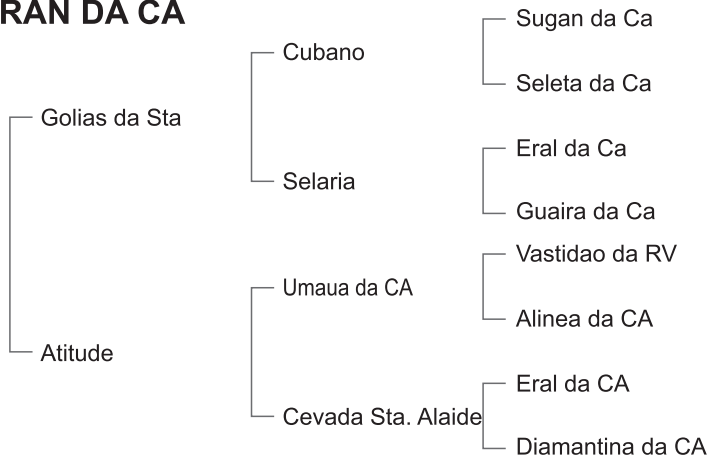 RAN DA CA
Sugan da Ca
Cubano
Seleta da Ca
Golias da Sta
Eral da Ca
Selaria
Guaira da Ca
Vastidao da RV
Umaua da CA
Alinea da CA
Atitude
Eral da CA
Cevada Sta. Alaide
Diamantina da CA